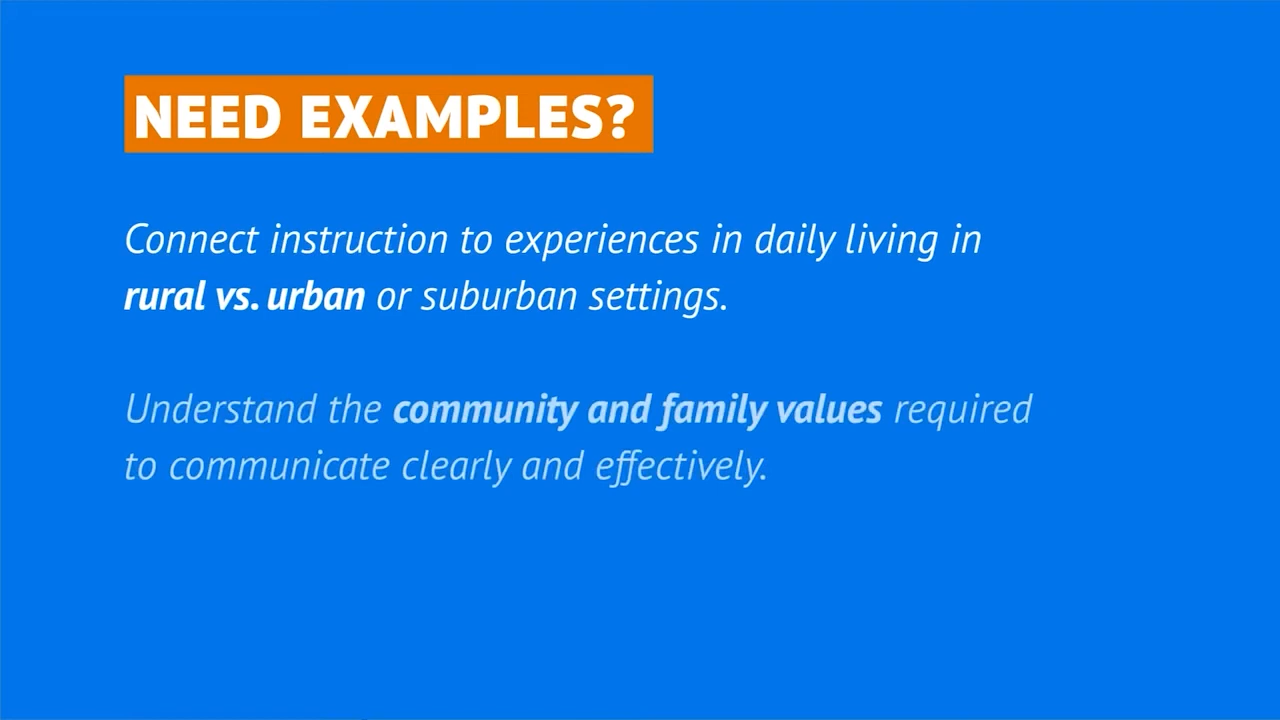 NEED EXAMPLES?
Connect instruction to experiences in daily living in
rural vs. urban or suburban settings.
Understand the community and family values required
to communicate clearly and effectively.